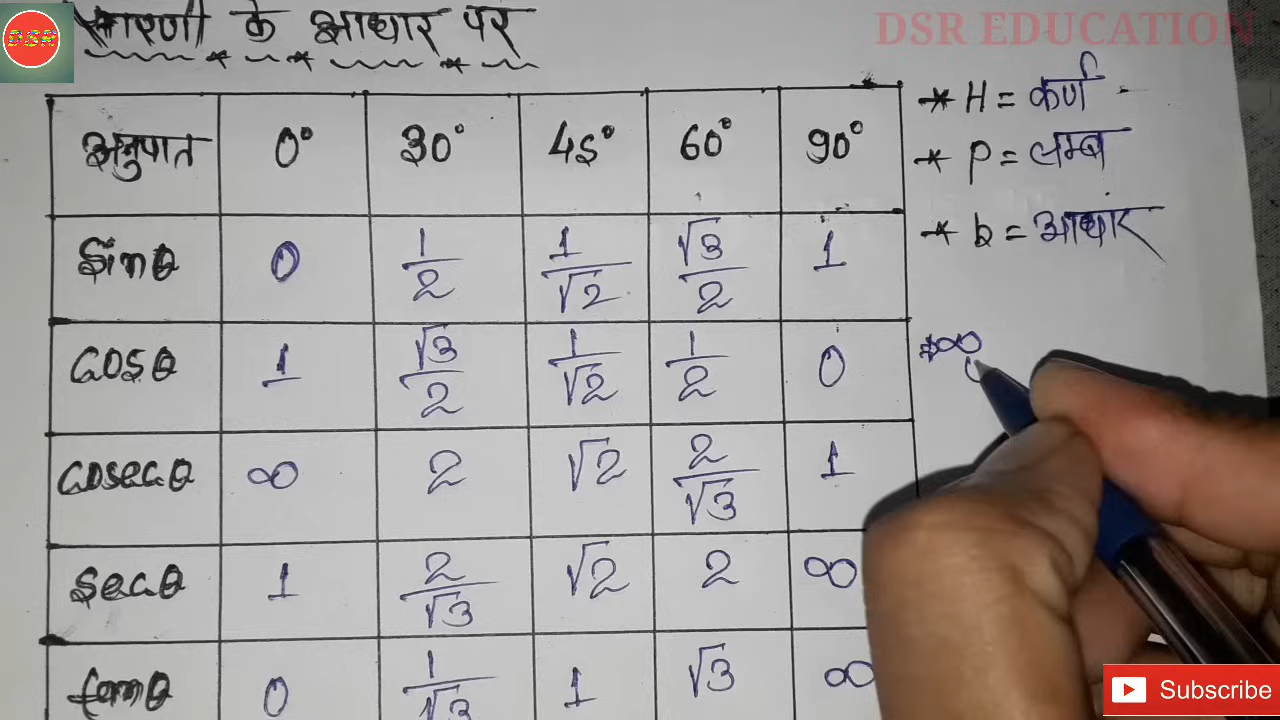 सारणी के आधार पर
DSR EDUCATION
DSR
अनुपात 0° 30° 45° 60° 90°
sinθ 0 1/2 1/√2 √3/2 1
cosθ 1 √3/2 1/√2 1/2 0
cosecθ ∞ 2 √2 2/√3 1
secθ 1 2/√3 √2 2 ∞
tanθ 0 1/√3 1 √3 ∞
* H = कर्ण
* P = लम्ब
* b = आधार
*∞
Subscribe